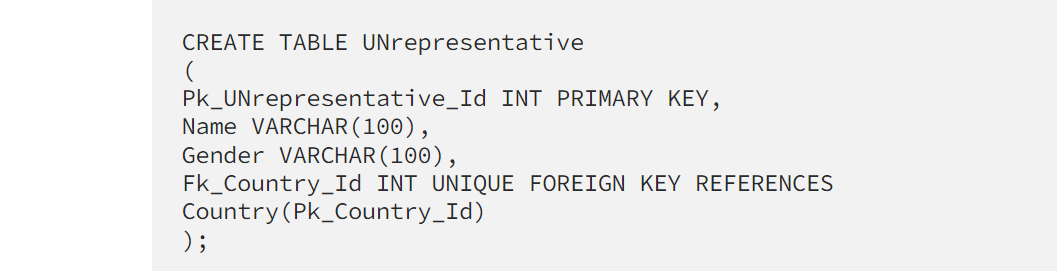 CREATE TABLE UNrepresentative
(
Pk_UNrepresentative_Id INT PRIMARY KEY,
Name VARCHAR(100),
Gender VARCHAR(100),
Fk_Country_Id INT UNIQUE FOREIGN KEY REFERENCES
Country(Pk_Country_Id)
);